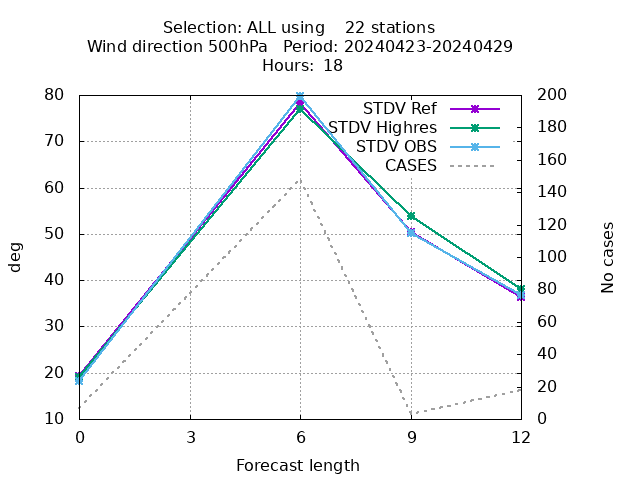 Selection: ALL using    22 stations
Wind direction 500hPa   Period: 20240423-20240429
Hours: 18
80
70
60
50
40
30
20
10
deg
200
180
160
140
120
100
80
60
40
20
0
No cases
STDV Ref
STDV Highres
STDV OBS
CASES
0
3
6
9
12
Forecast length